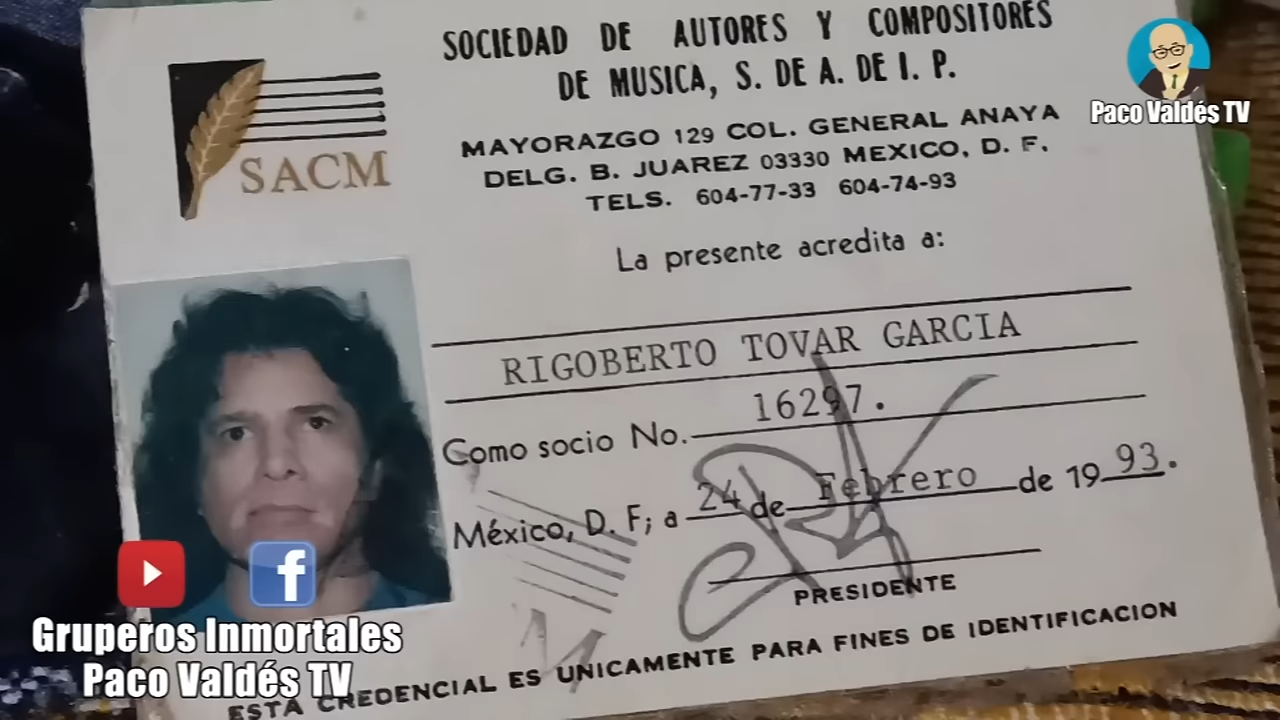 SOCIEDAD DE AUTORES Y COMPOSITORES
DE MUSICA, S. DE A. DE I. P.
MAYORAZGO 129 COL. GENERAL ANAYA
DELG. B. JUAREZ 03330 MEXICO, D. F.
TELS. 604-77-33 604-74-93
SACM
Paco Valdés TV
La presente acredita a:
RIGOBERTO TOVAR GARCIA
Como socio No. 16297.
México, D. F; a 24 de Febrero de 1993.
PRESIDENTE
ESTA CREDENCIAL ES UNICAMENTE PARA FINES DE IDENTIFICACION
f
Gruperos Inmortales
Paco Valdés TV